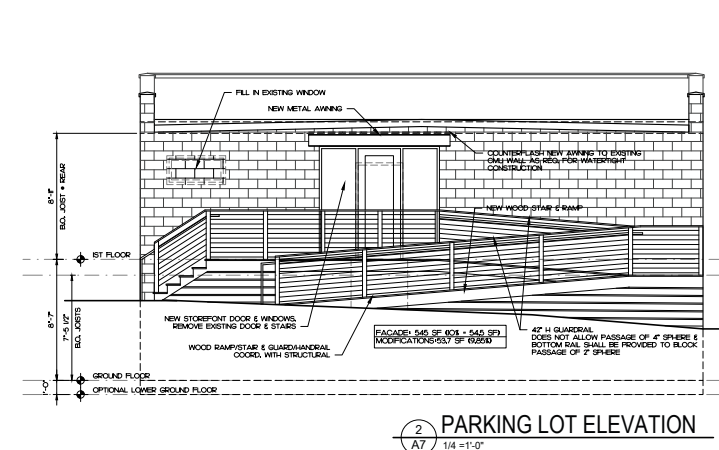 FILL IN EXISTING WINDOW
NEW METAL AWNING
COUNTERFLASH NEW AWNING TO EXISTING
CMU WALL AS REQ. FOR WATERTIGHT
CONSTRUCTION
NEW WOOD STAIR & RAMP
8'-11"
B.O. JOIST @ REAR
1ST FLOOR
8'-7"
7'-5 1/2"
B.O. JOISTS
NEW STOREFONT DOOR & WINDOWS,
REMOVE EXISTING DOOR & STAIRS
WOOD RAMP/STAIR & GUARD/HANDRAIL
COORD. WITH STRUCTURAL
FACADE: 545 SF (10% = 54.5 SF)
MODIFICATIONS:53.7 SF (9.85%)
42" H GUARDRAIL
DOES NOT ALLOW PASSAGE OF 4" SPHERE &
BOTTOM RAIL SHALL BE PROVIDED TO BLOCK
PASSAGE OF 2" SPHERE
GROUND FLOOR
1'-0"
OPTIONAL LOWER GROUND FLOOR
2
A7
PARKING LOT ELEVATION
1/4 =1'-0"